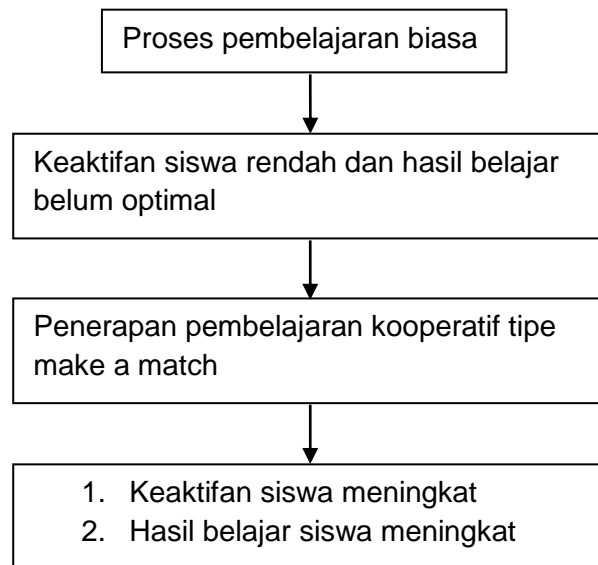 Proses pembelajaran biasa
Keaktifan siswa rendah dan hasil belajar
belum optimal
Penerapan pembelajaran kooperatif tipe
make a match
1. Keaktifan siswa meningkat
2. Hasil belajar siswa meningkat